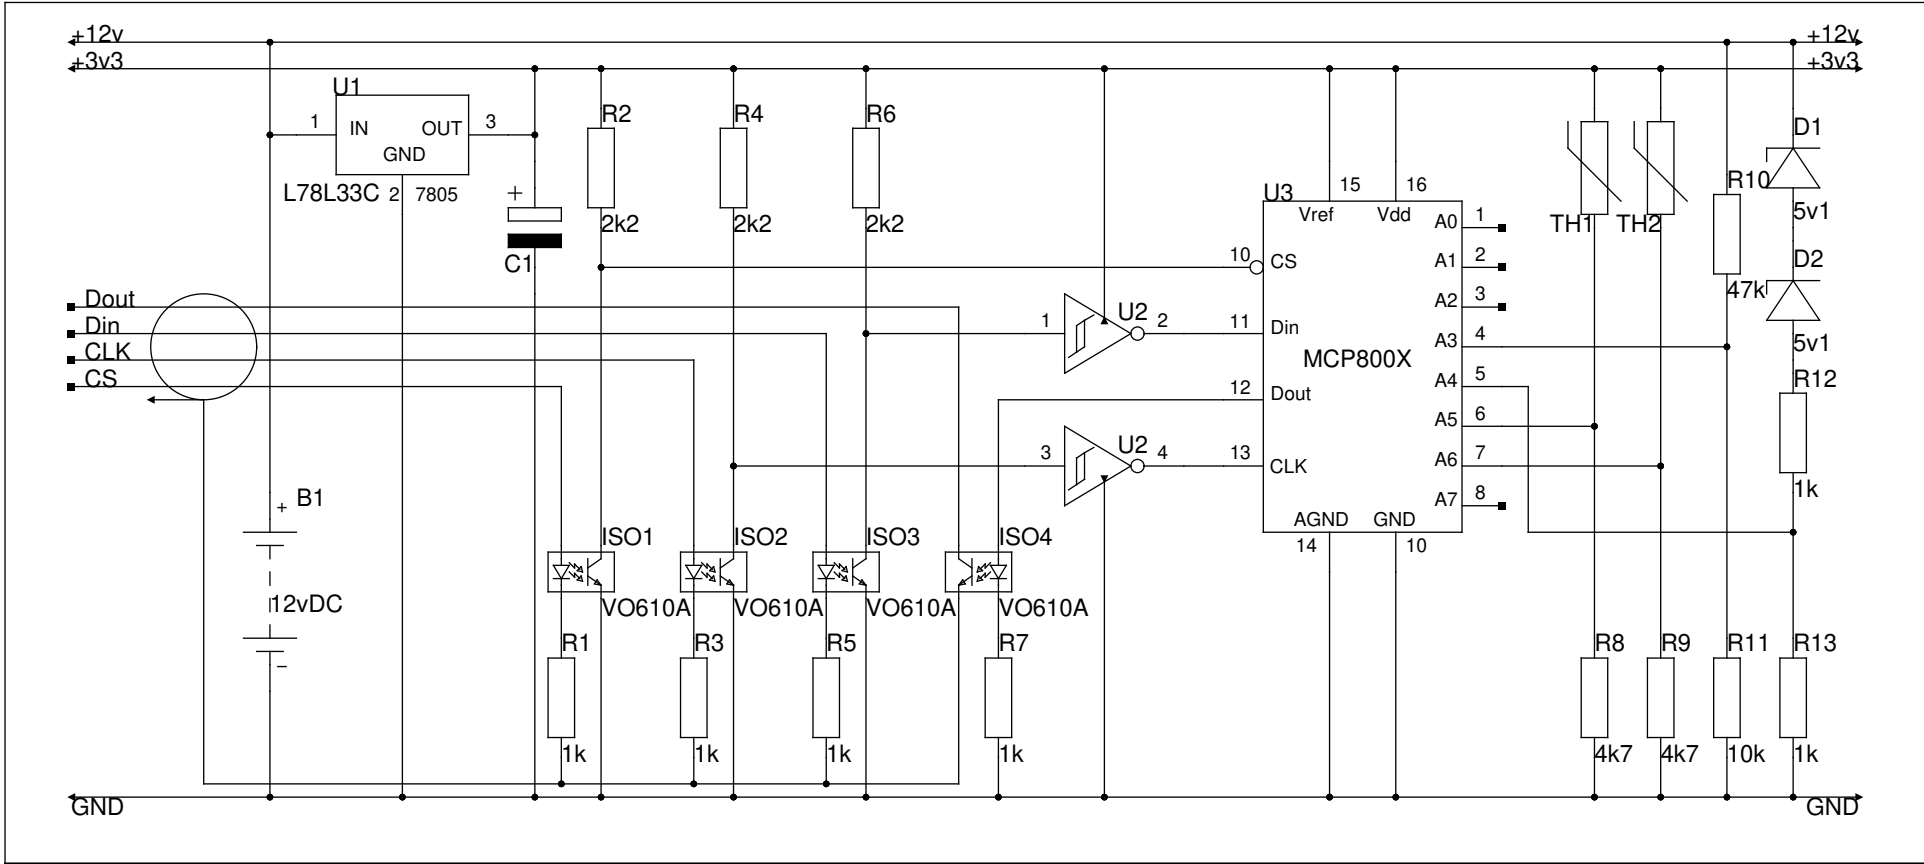 +12v
+12v
+3v3
+3v3
U1
1
IN
OUT
3
GND
L78L33C
2
7805
+
C1
R2
2k2
R4
2k2
R6
2k2
Dout
Din
CLK
CS
+
B1
12vDC
−
ISO1
VO610A
ISO2
VO610A
ISO3
VO610A
ISO4
VO610A
R1
1k
R3
1k
R5
1k
R7
1k
1
U2
2
3
U2
4
U3
15
16
Vref
Vdd
10
CS
11
Din
12
Dout
13
CLK
MCP800X
A0
1
A1
2
A2
3
A3
4
A4
5
A5
6
A6
7
A7
8
AGND
GND
14
10
TH1
TH2
R10
47k
D1
5v1
D2
5v1
R12
1k
R8
4k7
R9
4k7
R11
10k
R13
1k
GND
GND